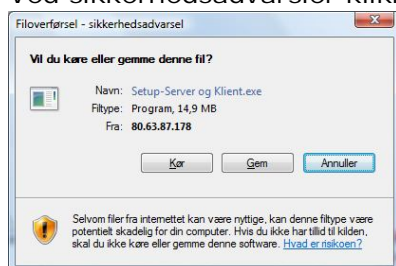 Ved sikkerhedsadvarsler klik
Filoverførsel - sikkerhedsadvarsel
Vil du køre eller gemme denne fil?
Navn: Setup-Server og Klient.exe
Filtype: Program, 14,9 MB
Fra: 80.63.87.178
Kør Gem Annuller
Selvom filer fra internettet kan være nyttige, kan denne filtype være
potentielt skadelig for din computer. Hvis du ikke har tillid til kilden,
skal du ikke køre eller gemme denne software. Hvad er risikoen?